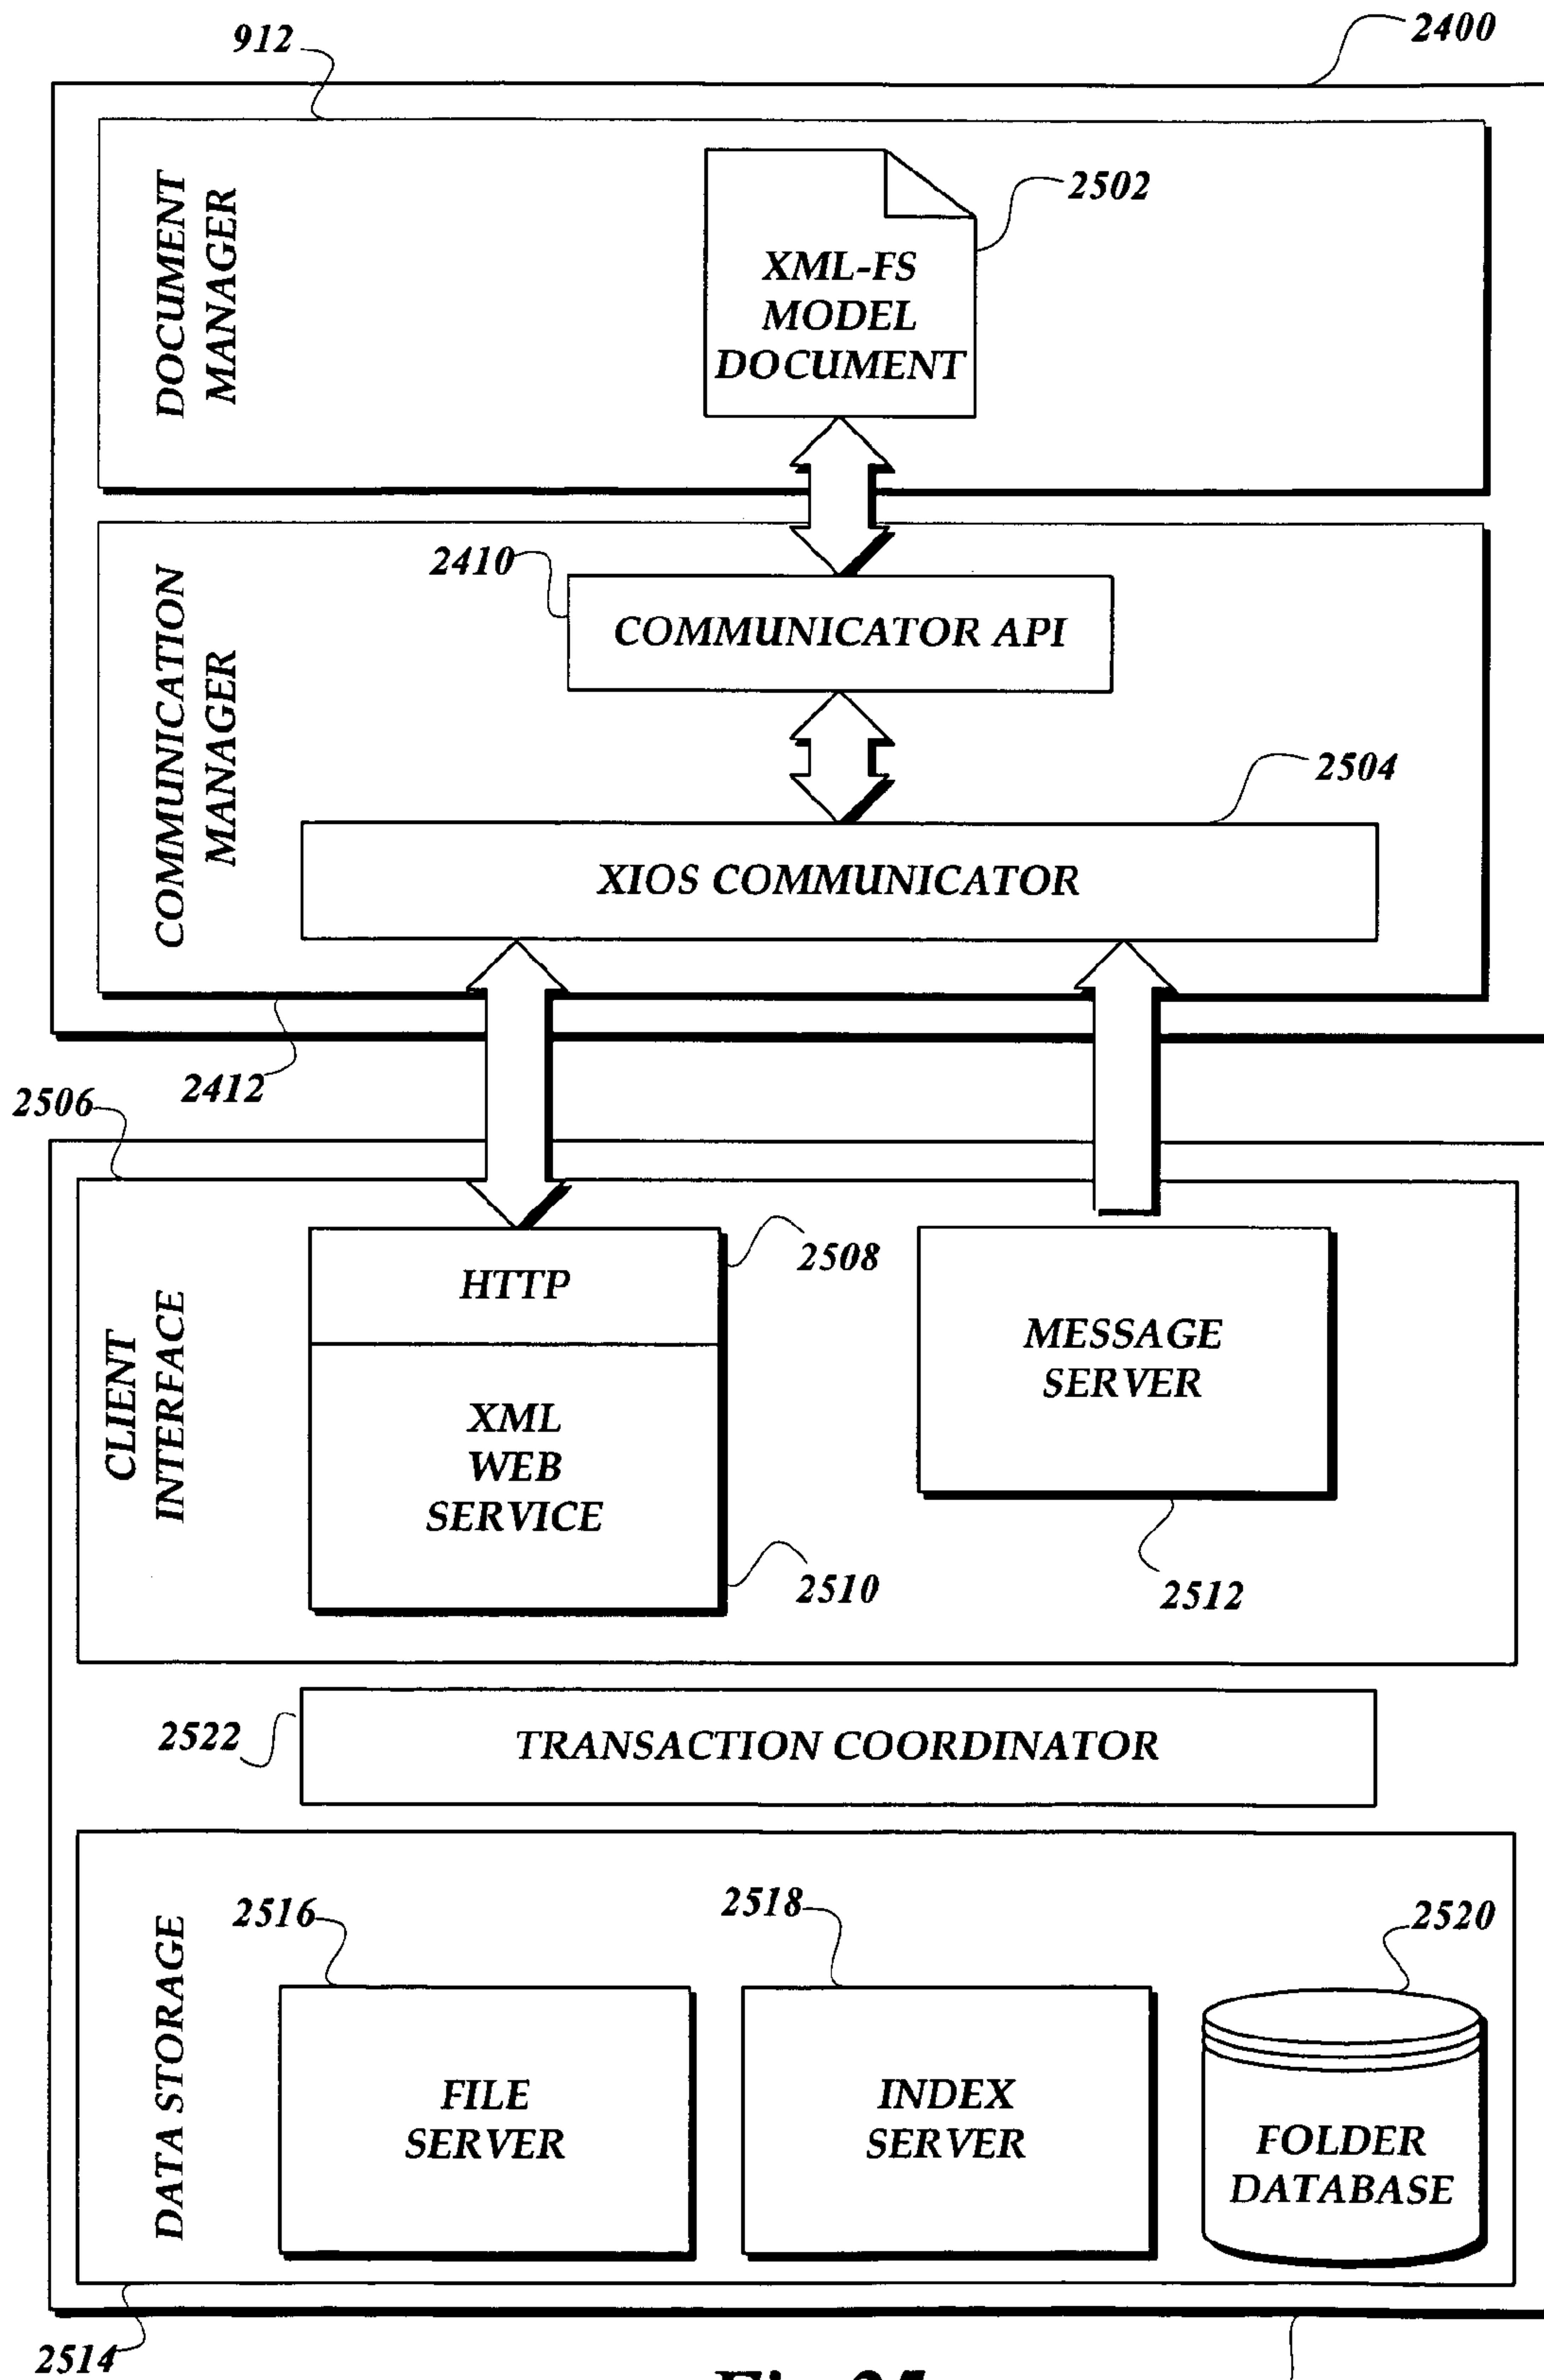 912
2400
DOCUMENT
MANAGER
2502
XML-FS
MODEL
DOCUMENT
COMMUNICATION
MANAGER
2410
COMMUNICATOR API
2504
XIOS COMMUNICATOR
2412
2506
CLIENT
INTERFACE
HTTP
2508
XML
WEB
SERVICE
2510
MESSAGE
SERVER
2512
2522
TRANSACTION COORDINATOR
DATA STORAGE
2516
FILE
SERVER
2518
INDEX
SERVER
2520
FOLDER
DATABASE
2514